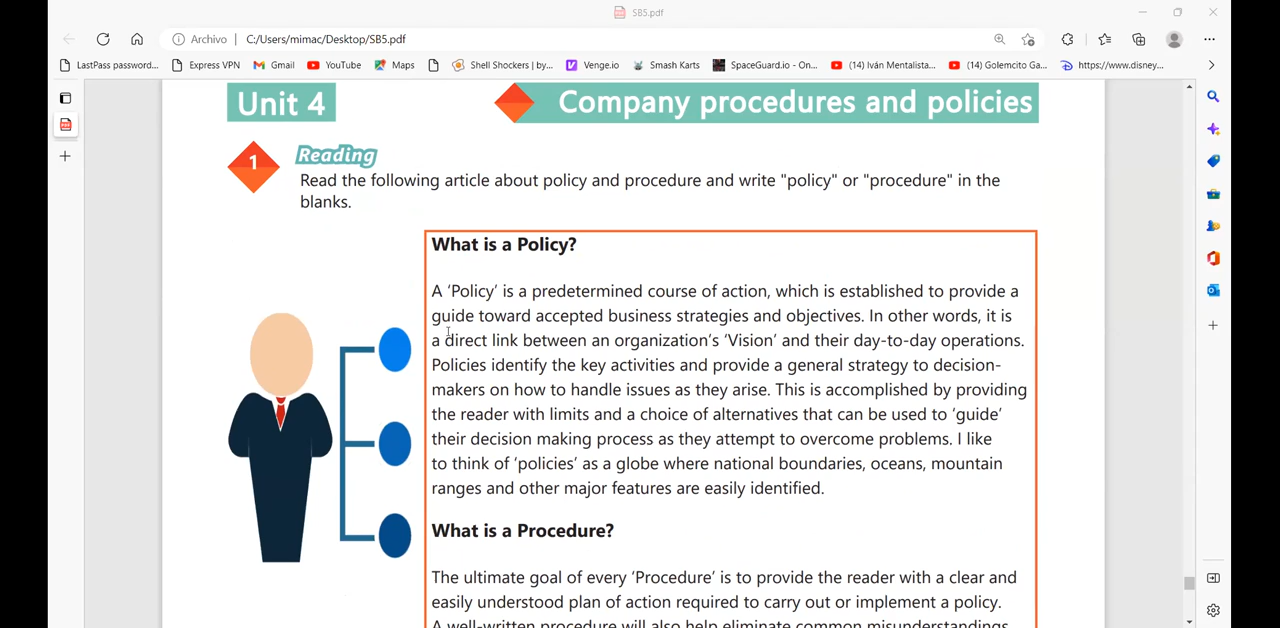 SB5.pdf
Archivo | C:/Users/mimac/Desktop/SB5.pdf
LastPass password... Express VPN Gmail YouTube Maps Shell Shockers | by... Venge.io Smash Karts SpaceGuard.io - On... (14) Iván Mentalista... (14) Golemcito Ga... https://www.disney...
Unit 4 Company procedures and policies
1 Reading
Read the following article about policy and procedure and write "policy" or "procedure" in the
blanks.
What is a Policy?
A ‘Policy’ is a predetermined course of action, which is established to provide a
guide toward accepted business strategies and objectives. In other words, it is
a direct link between an organization’s ‘Vision’ and their day-to-day operations.
Policies identify the key activities and provide a general strategy to decision-
makers on how to handle issues as they arise. This is accomplished by providing
the reader with limits and a choice of alternatives that can be used to ‘guide’
their decision making process as they attempt to overcome problems. I like
to think of ‘policies’ as a globe where national boundaries, oceans, mountain
ranges and other major features are easily identified.
What is a Procedure?
The ultimate goal of every ‘Procedure’ is to provide the reader with a clear and
easily understood plan of action required to carry out or implement a policy.
A well-written procedure will also help eliminate common misunderstandings